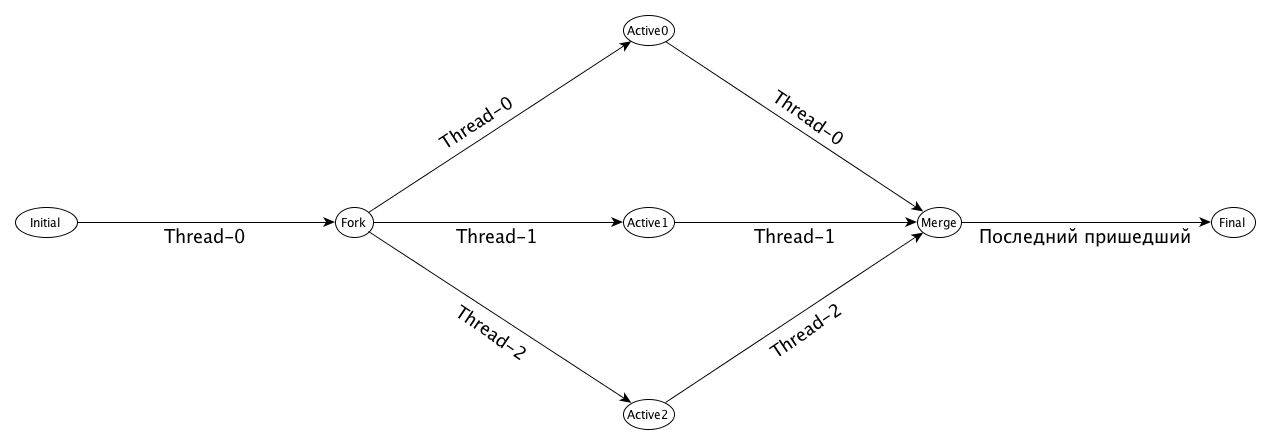 Active0
Thread-0
Thread-0
Initial
Thread-0
Fork
Thread-1
Active1
Thread-1
Merge
Последний пришедший
Final
Thread-2
Thread-2
Active2